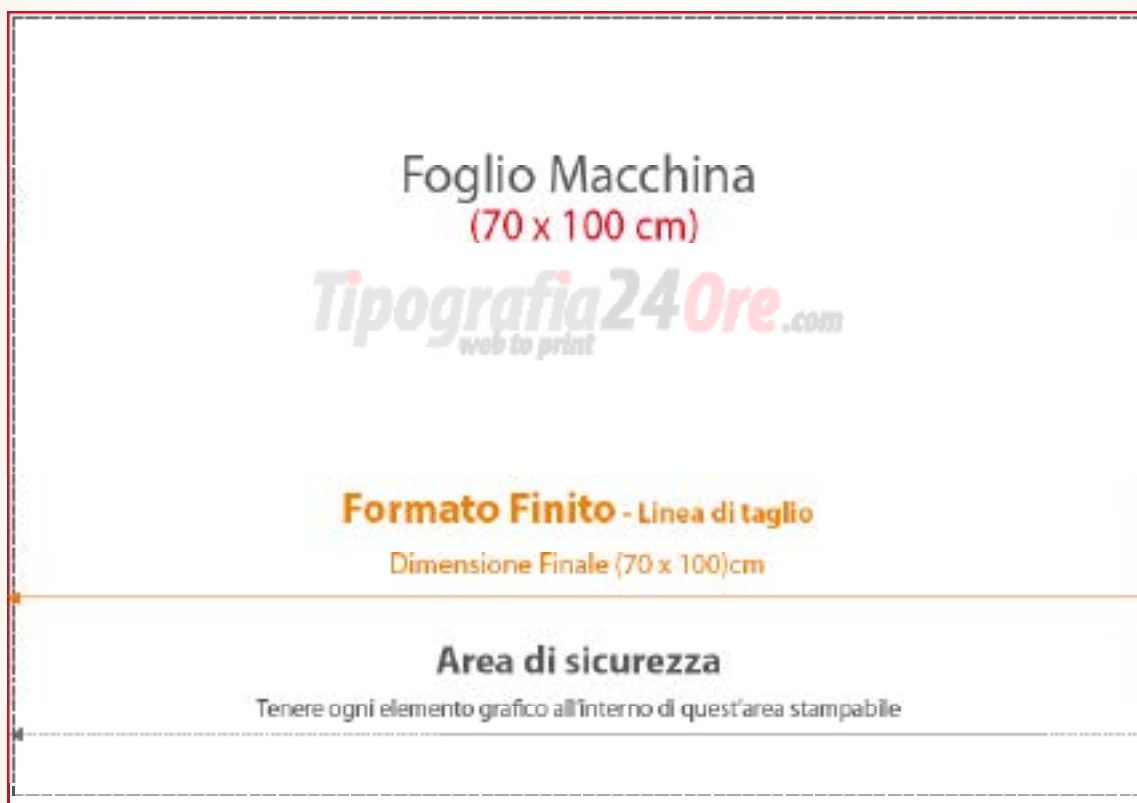 Foglio Macchina
(70 x 100 cm)
Tipografia24Ore.com
web to print
Formato Finito - Linea di taglio
Dimensione Finale (70 x 100)cm
Area di sicurezza
Tenere ogni elemento grafico all'interno di quest'area stampabile